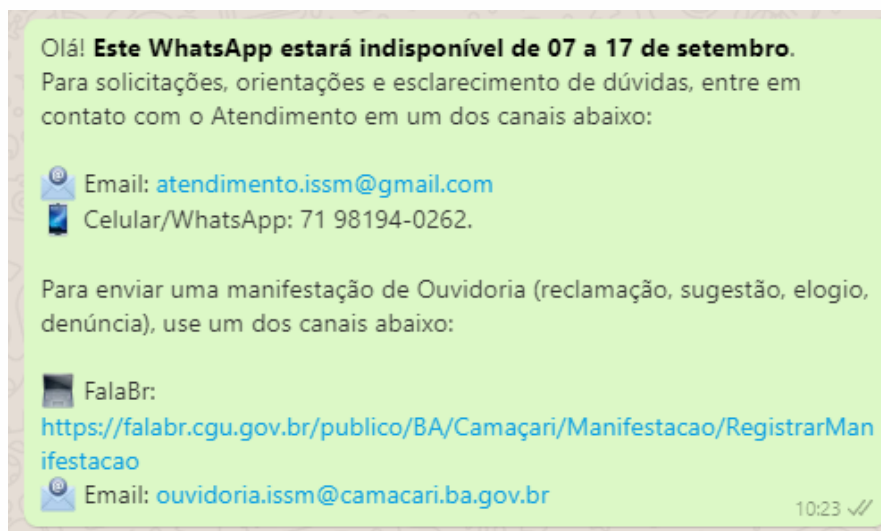 Olá! Este WhatsApp estará indisponível de 07 a 17 de setembro.
Para solicitações, orientações e esclarecimento de dúvidas, entre em
contato com o Atendimento em um dos canais abaixo:
Email: atendimento.issm@gmail.com
Celular/WhatsApp: 71 98194-0262.
Para enviar uma manifestação de Ouvidoria (reclamação, sugestão, elogio,
denúncia), use um dos canais abaixo:
FalaBr:
https://falabr.cgu.gov.br/publico/BA/Camaçari/Manifestacao/RegistrarMan
ifestacao
Email: ouvidoria.issm@camacari.ba.gov.br
10:23